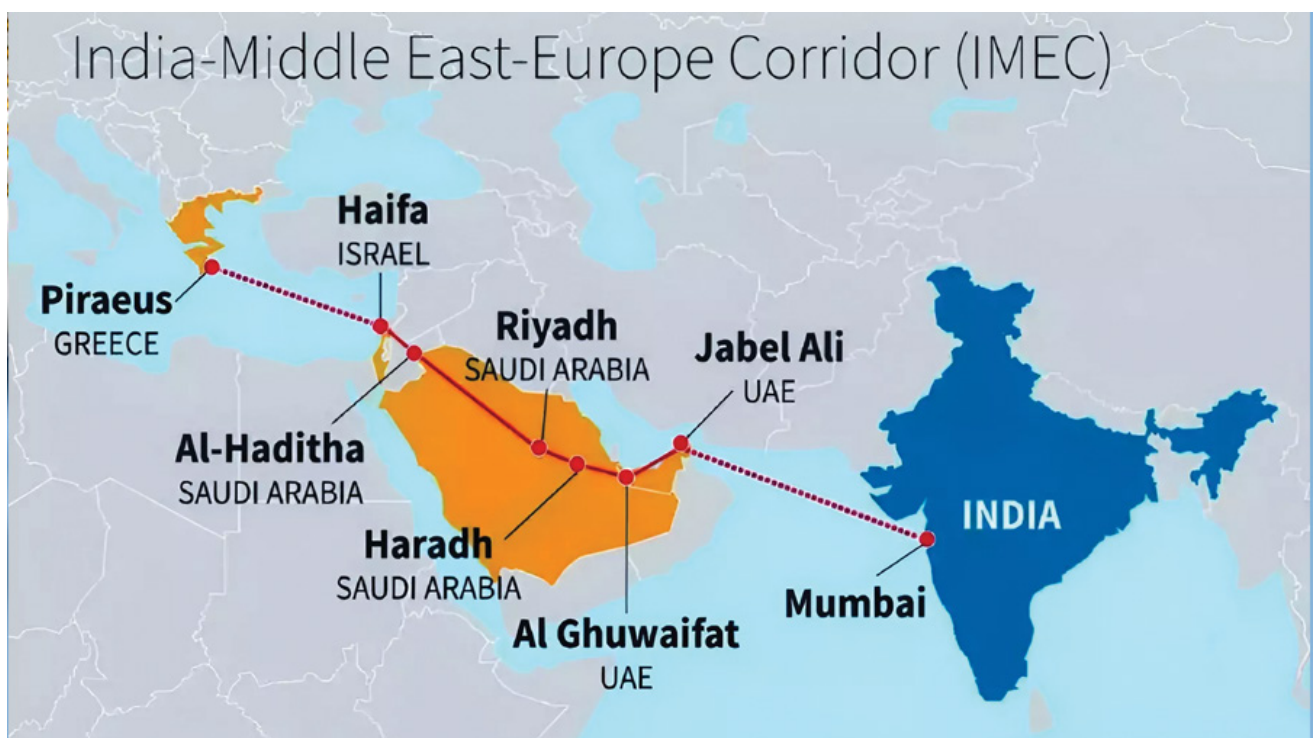 India-Middle East-Europe Corridor (IMEC)
Haifa
ISRAEL
Piraeus
GREECE
Riyadh
SAUDI ARABIA
Jabel Ali
UAE
Al-Haditha
SAUDI ARABIA
INDIA
Haradh
SAUDI ARABIA
Mumbai
Al Ghuwaifat
UAE